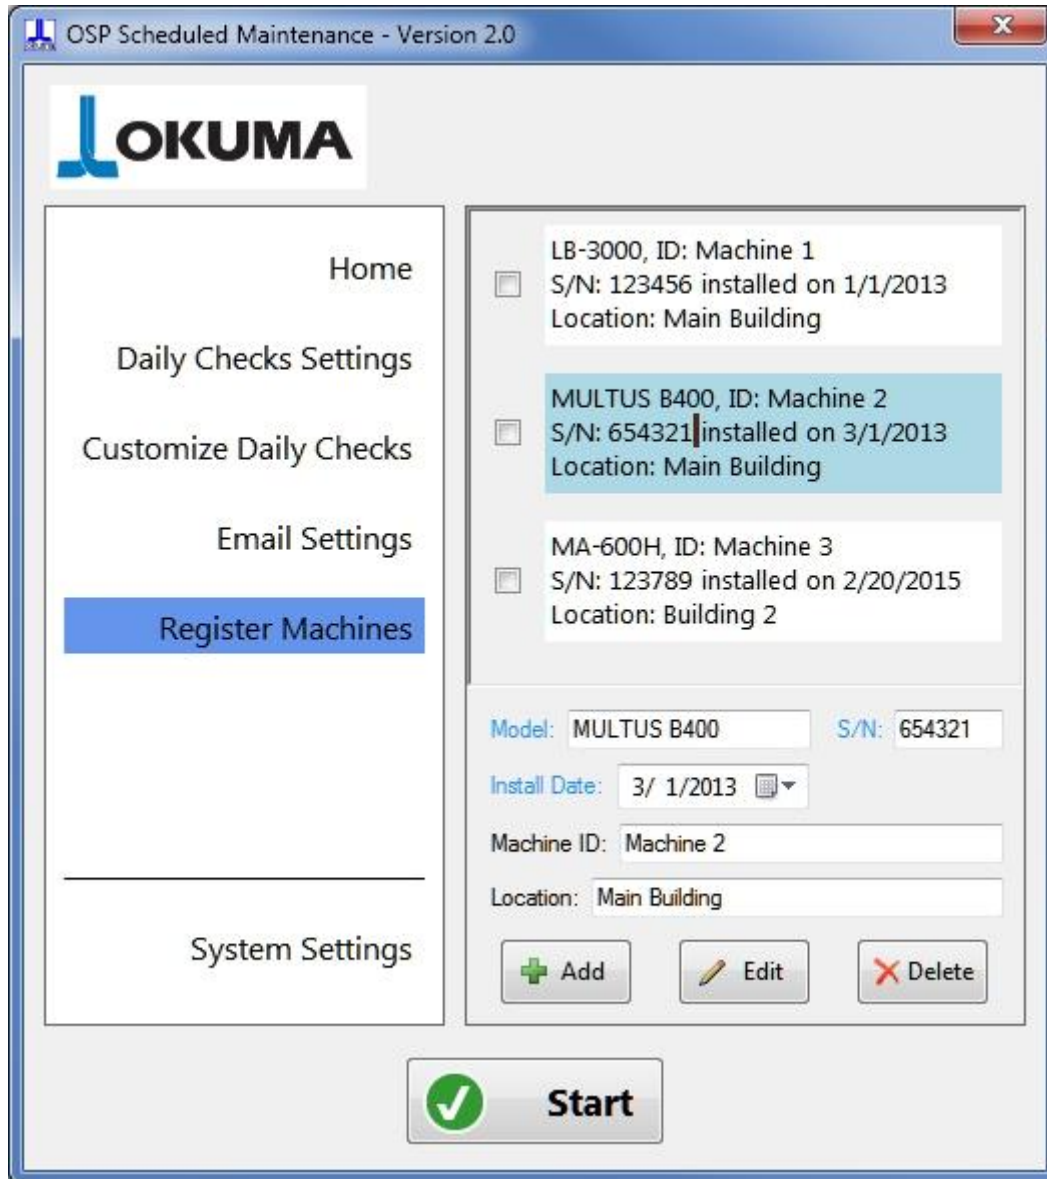 OSP Scheduled Maintenance - Version 2.0
OKUMA
Home
Daily Checks Settings
Customize Daily Checks
Email Settings
Register Machines
System Settings
LB-3000, ID: Machine 1
S/N: 123456 installed on 1/1/2013
Location: Main Building
MULTUS B400, ID: Machine 2
S/N: 654321 installed on 3/1/2013
Location: Main Building
MA-600H, ID: Machine 3
S/N: 123789 installed on 2/20/2015
Location: Building 2
Model: MULTUS B400 S/N: 654321
Install Date: 3/ 1/2013
Machine ID: Machine 2
Location: Main Building
Add Edit Delete
Start